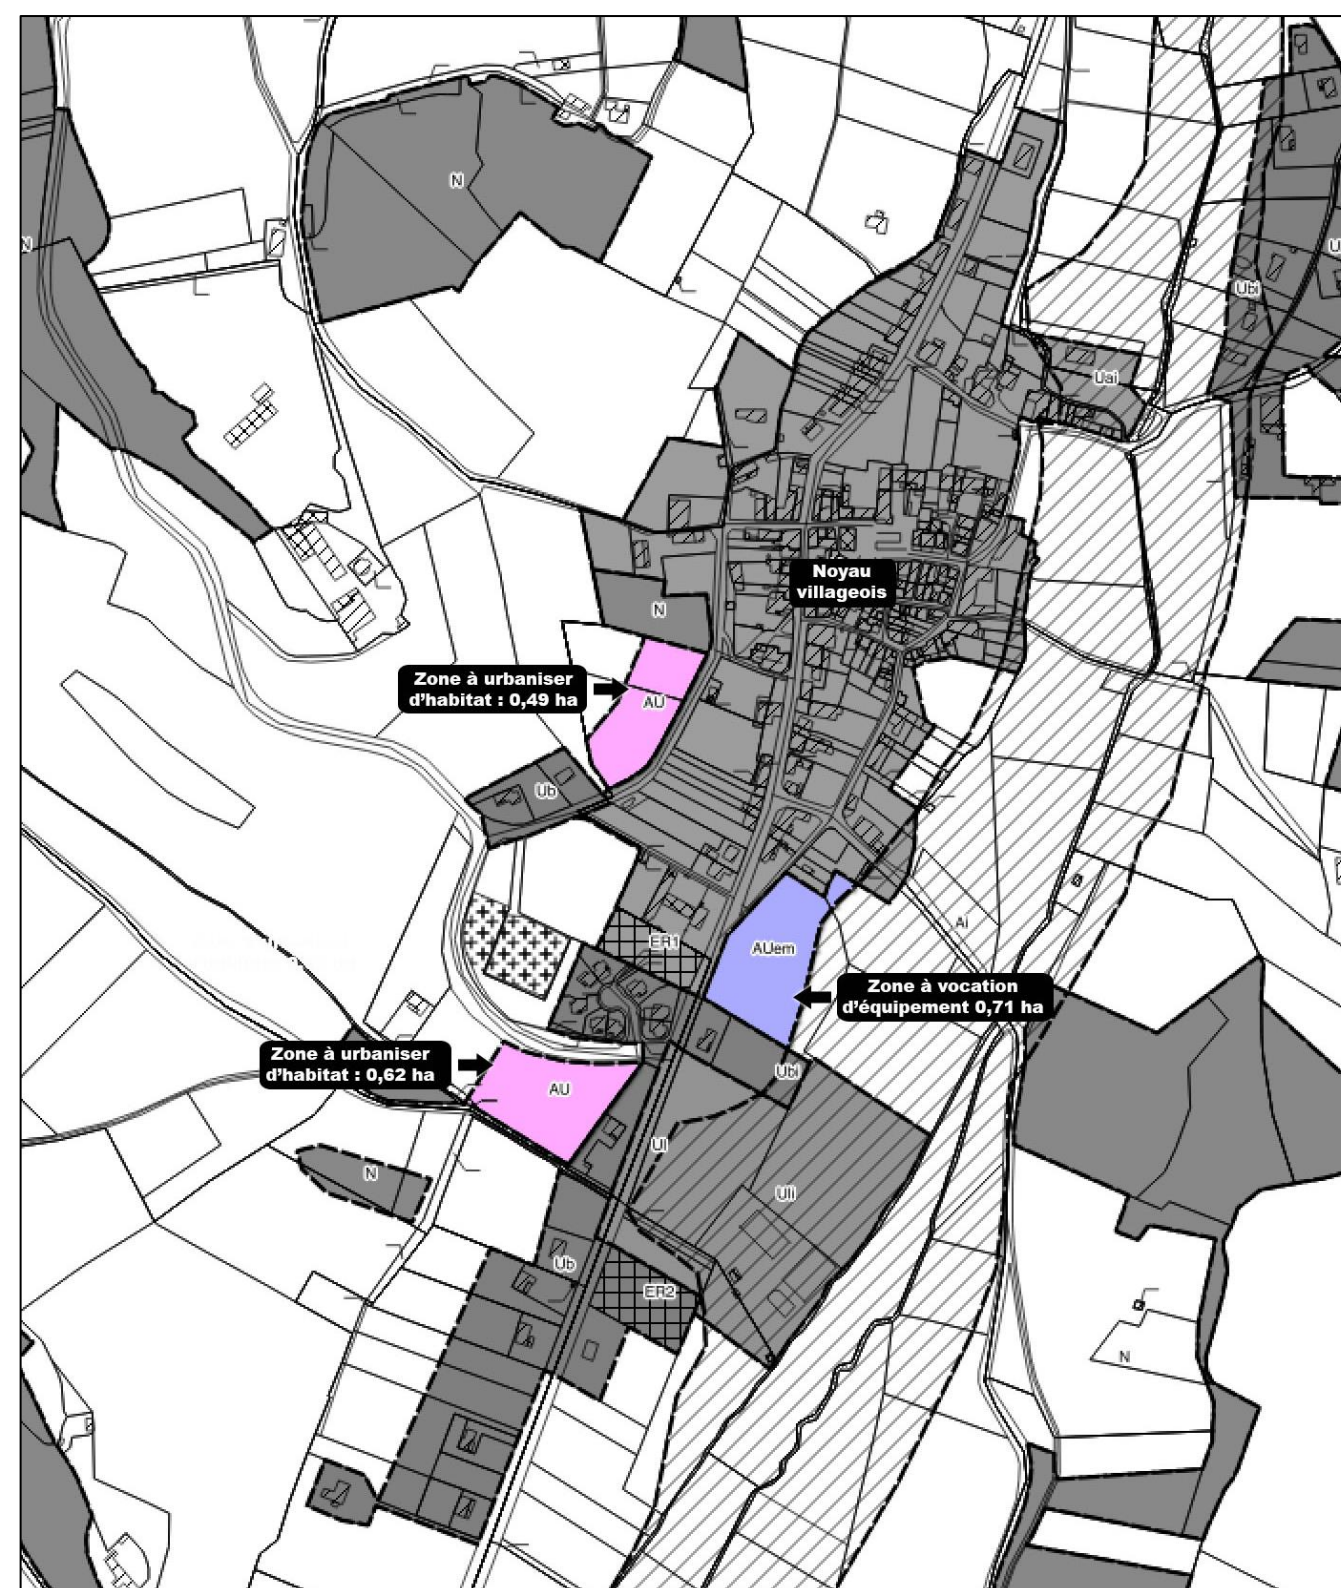 N
N
U
Ubi
Uai
Noyau
villageois
N
Zone à urbaniser
d'habitat : 0,49 ha
AU
Ub
Ai
ER1
AUem
Zone à vocation
d'équipement 0,71 ha
Zone à urbaniser
d'habitat : 0,62 ha
AU
Ubi
Ul
N
Uli
Ub
ER2
N